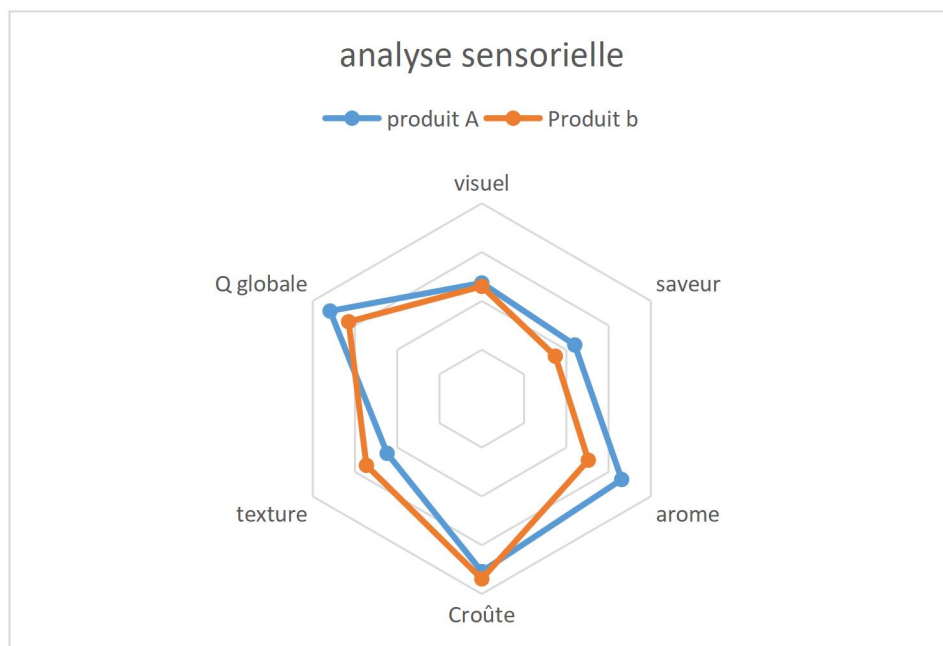 analyse sensorielle
produit A Produit b
visuel
Q globale saveur
texture arome
Croûte